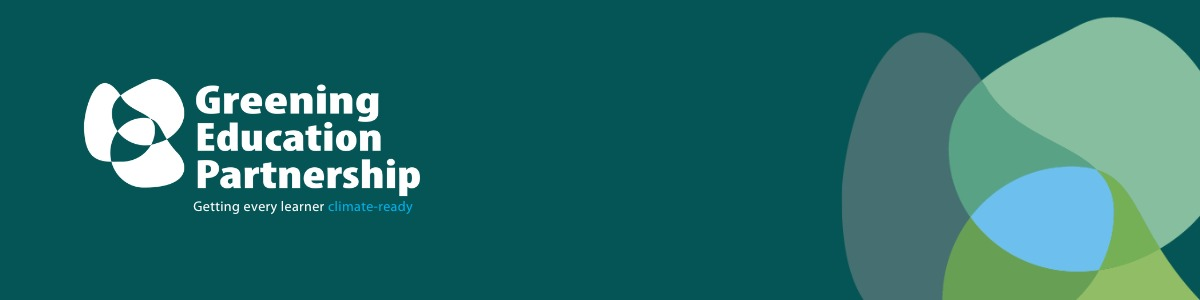 Greening
Education
Partnership
Getting every learner climate-ready